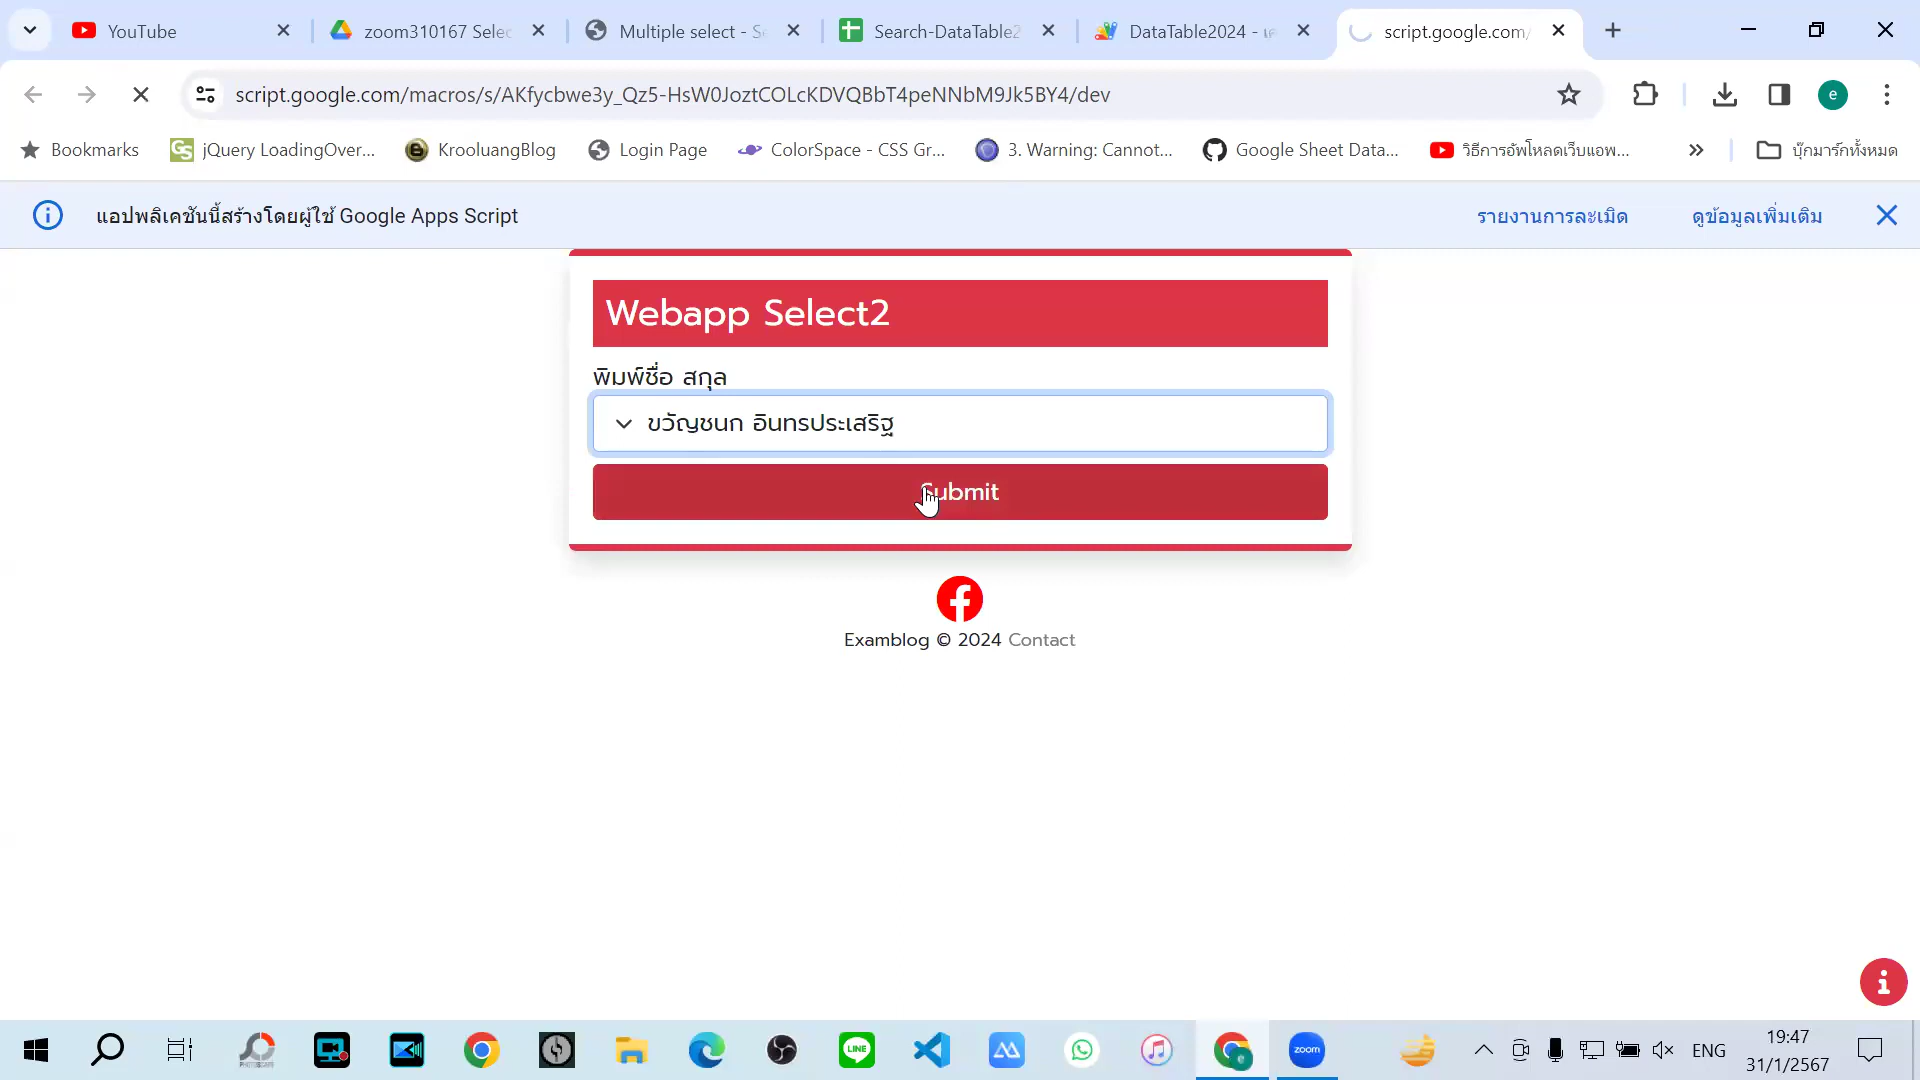 YouTube
zoom310167 Selec
Multiple select - Se
Search-DataTable2
DataTable2024 - เค
script.google.com/
script.google.com/macros/s/AKfycbwe3y_Qz5-HsW0JoztCOLcKDVQBbT4peNNbM9Jk5BY4/dev
e
Bookmarks
jQuery LoadingOver...
KrooluangBlog
Login Page
ColorSpace - CSS Gr...
3. Warning: Cannot...
Google Sheet Data...
วิธีการอัพโหลดเว็บแอพ...
บุ๊กมาร์กทั้งหมด
แอปพลิเคชันนี้สร้างโดยผู้ใช้ Google Apps Script
รายงานการละเมิด
ดูข้อมูลเพิ่มเติม
Webapp Select2
พิมพ์ชื่อ สกุล
ขวัญชนก อินทรประเสริฐ
Submit
Examblog © 2024 Contact
LINE
zoom
ENG
19:47
31/1/2567